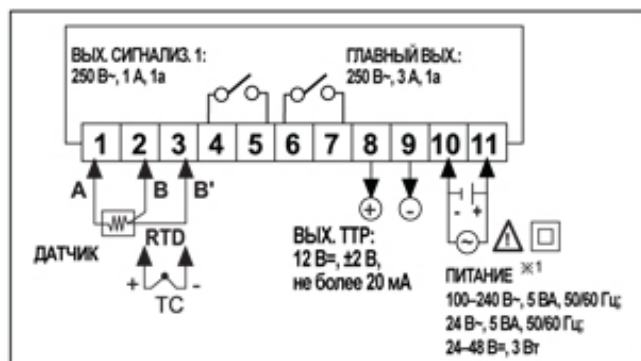 ВЫХ. СИГНАЛИЗ. 1:
250 В~, 1 А, 1а
ГЛАВНЫЙ ВЫХ.:
250 В~, 3 А, 1а
1 2 3 4 5 6 7 8 9 10 11
A B B'
ДАТЧИК
RTD
+ TC -
+ -
ВЫХ. ТТР:
12 В=, ±2 В,
не более 20 мА
- +
ПИТАНИЕ ※1
100–240 В~, 5 ВА, 50/60 Гц;
24 В~, 5 ВА, 50/60 Гц;
24–48 В=, 3 Вт